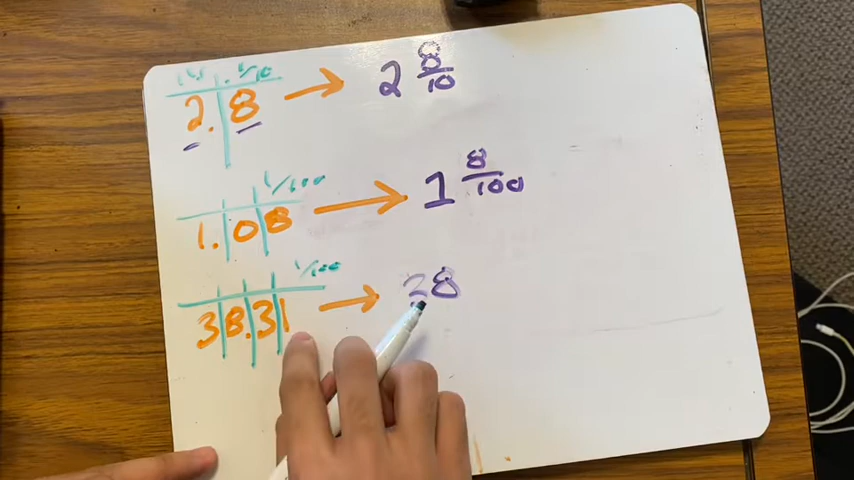 1's . 1/10
2.8 → 2 8/10
1/100
1.08 → 1 8/100
1/100
38.31 → 38